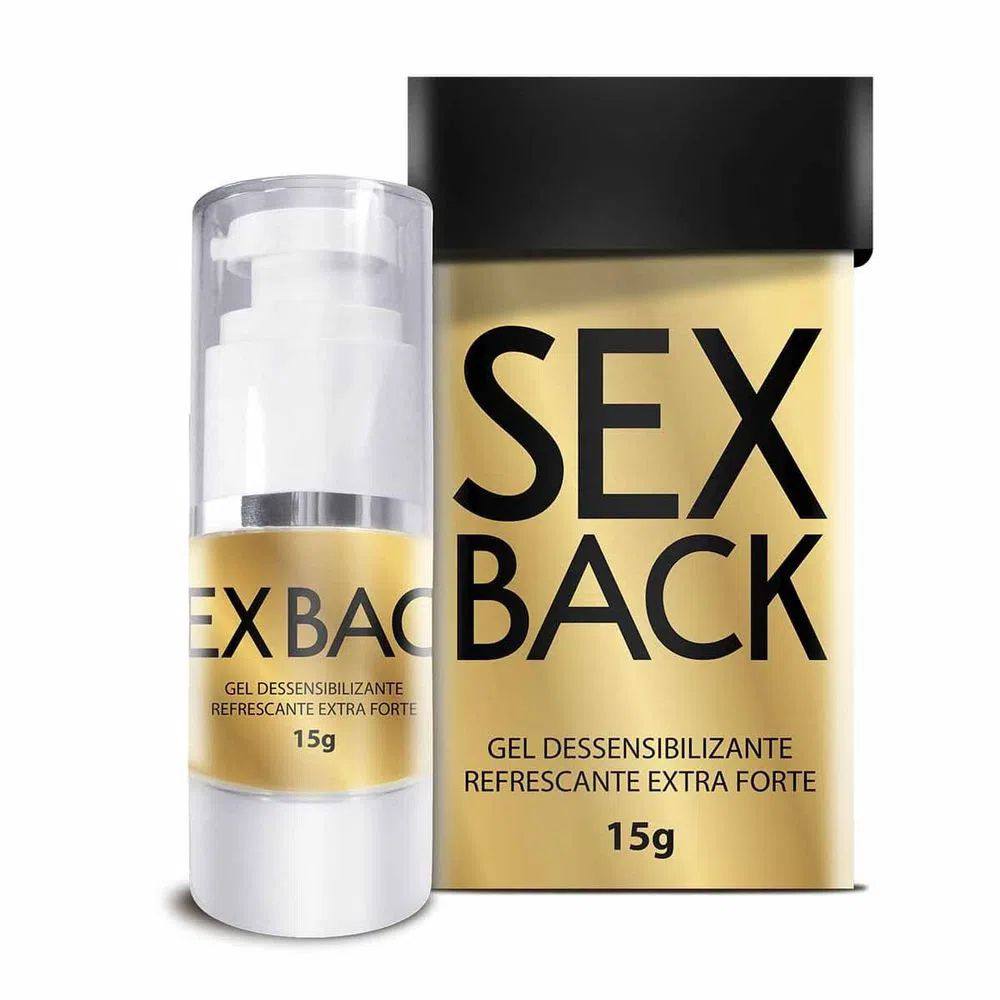 EX BAC
GEL DESSENSIBILIZANTE
REFRESCANTE EXTRA FORTE
15g
SEX
BACK
GEL DESSENSIBILIZANTE
REFRESCANTE EXTRA FORTE
15g